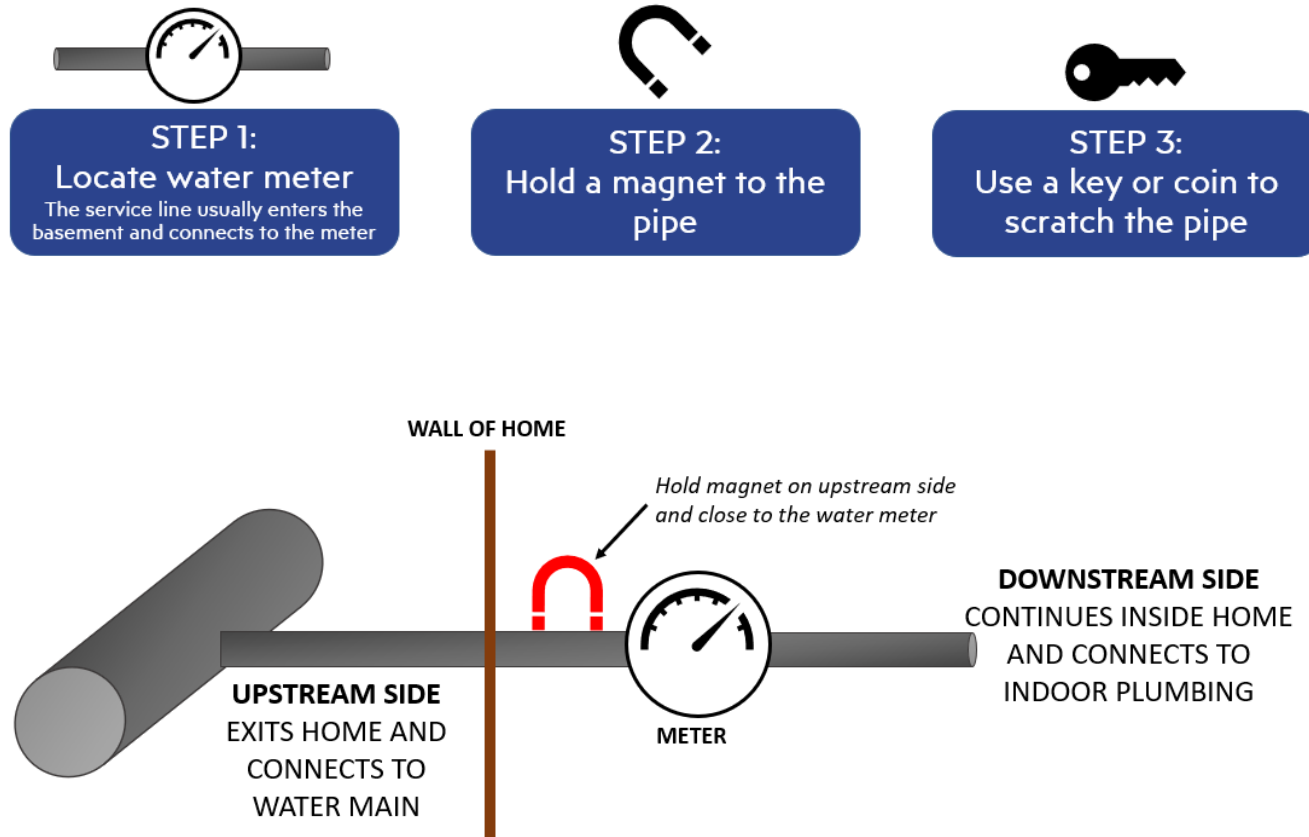 STEP 1:
Locate water meter
The service line usually enters the
basement and connects to the meter
STEP 2:
Hold a magnet to the
pipe
STEP 3:
Use a key or coin to
scratch the pipe
WALL OF HOME
Hold magnet on upstream side
and close to the water meter
UPSTREAM SIDE
EXITS HOME AND
CONNECTS TO
WATER MAIN
METER
DOWNSTREAM SIDE
CONTINUES INSIDE HOME
AND CONNECTS TO
INDOOR PLUMBING